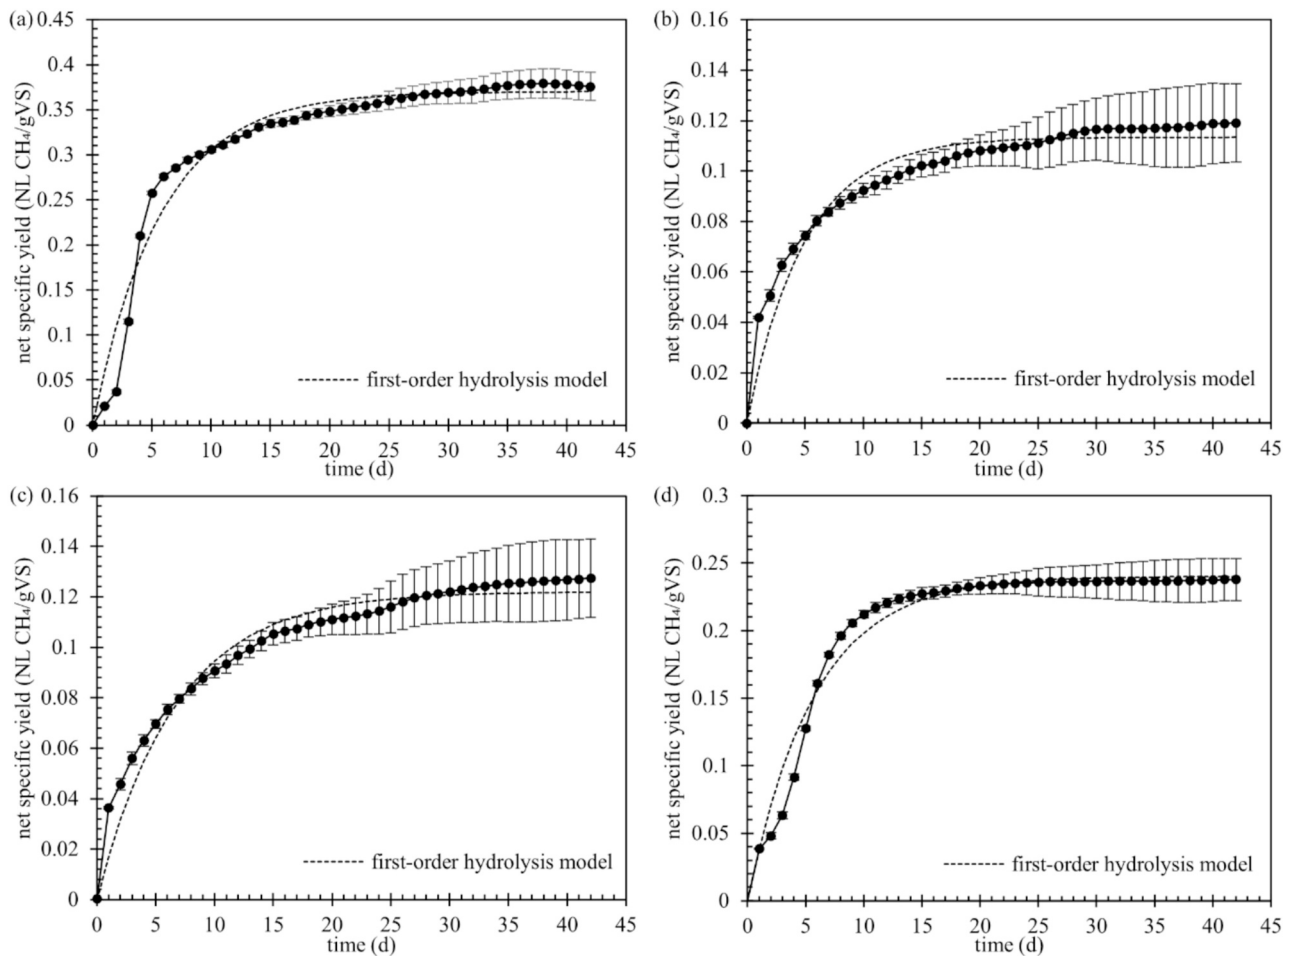 (a)
0.45
0.4
0.35
0.3
0.25
0.2
0.15
0.1
0.05
0
net specific yield (NL CH₄/gVS)
first-order hydrolysis model
0 5 10 15 20 25 30 35 40 45
time (d)
(b)
0.16
0.14
0.12
0.1
0.08
0.06
0.04
0.02
0
net specific yield (NL CH₄/gVS)
first-order hydrolysis model
0 5 10 15 20 25 30 35 40 45
time (d)
(c)
0.16
0.14
0.12
0.1
0.08
0.06
0.04
0.02
0
net specific yield (NL CH₄/gVS)
first-order hydrolysis model
0 5 10 15 20 25 30 35 40 45
time (d)
(d)
0.3
0.25
0.2
0.15
0.1
0.05
0
net specific yield (NL CH₄/gVS)
first-order hydrolysis model
0 5 10 15 20 25 30 35 40 45
time (d)